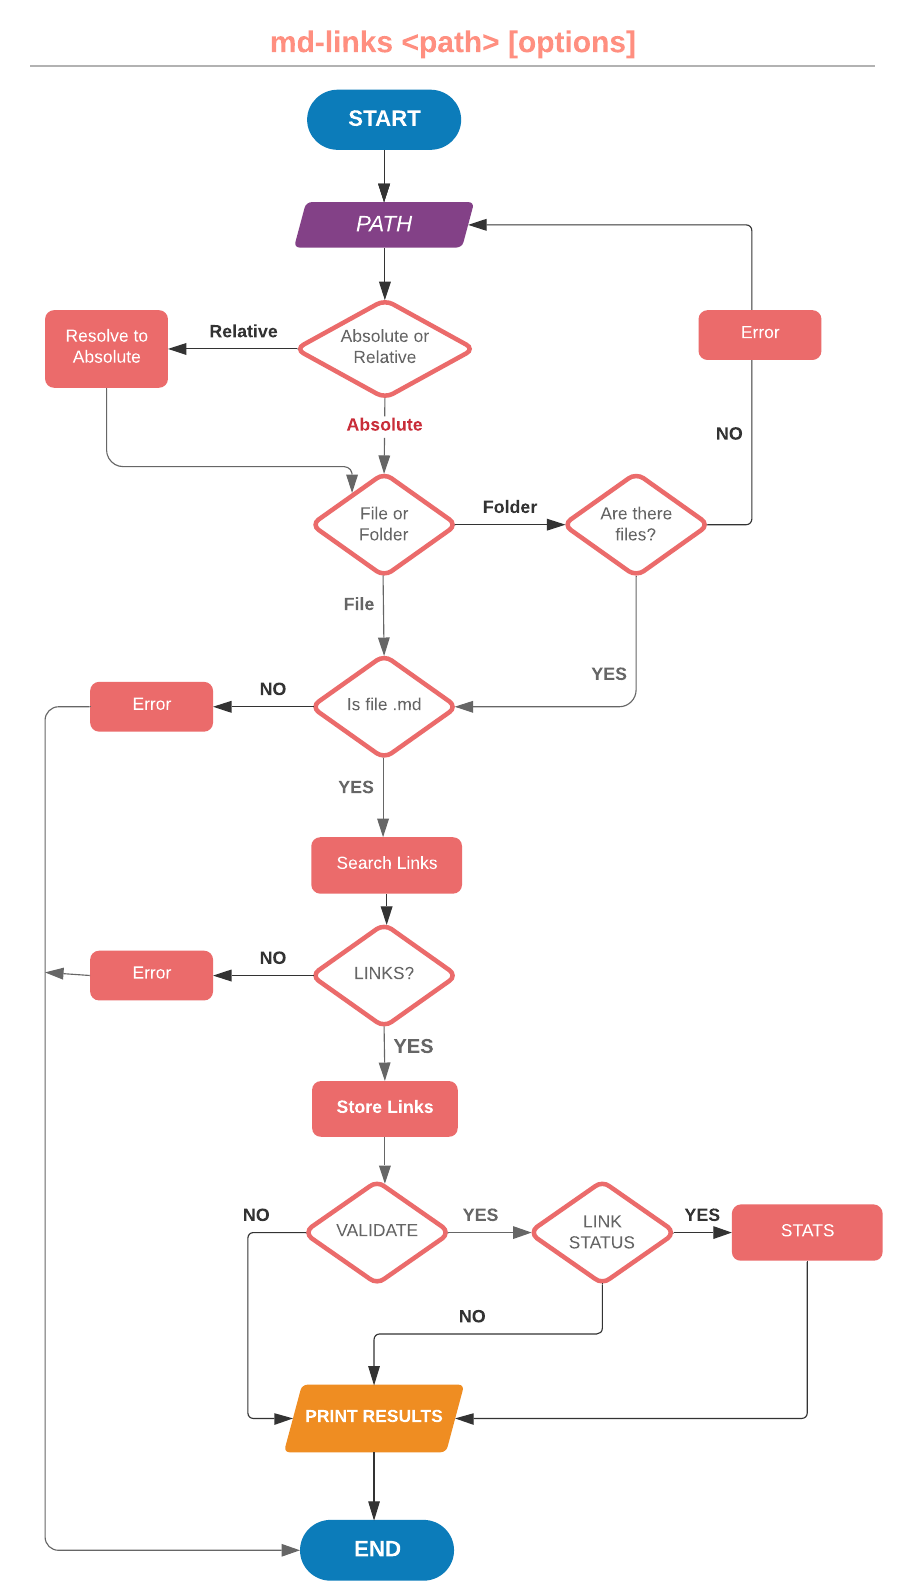 md-links <path> [options]
START
PATH
Relative
Absolute or
Relative
Resolve to
Absolute
Error
Absolute
NO
File or
Folder
Folder
Are there
files?
File
YES
NO
Error
Is file .md
YES
Search Links
NO
Error
LINKS?
YES
Store Links
NO
VALIDATE
YES
LINK
STATUS
YES
STATS
NO
PRINT RESULTS
END